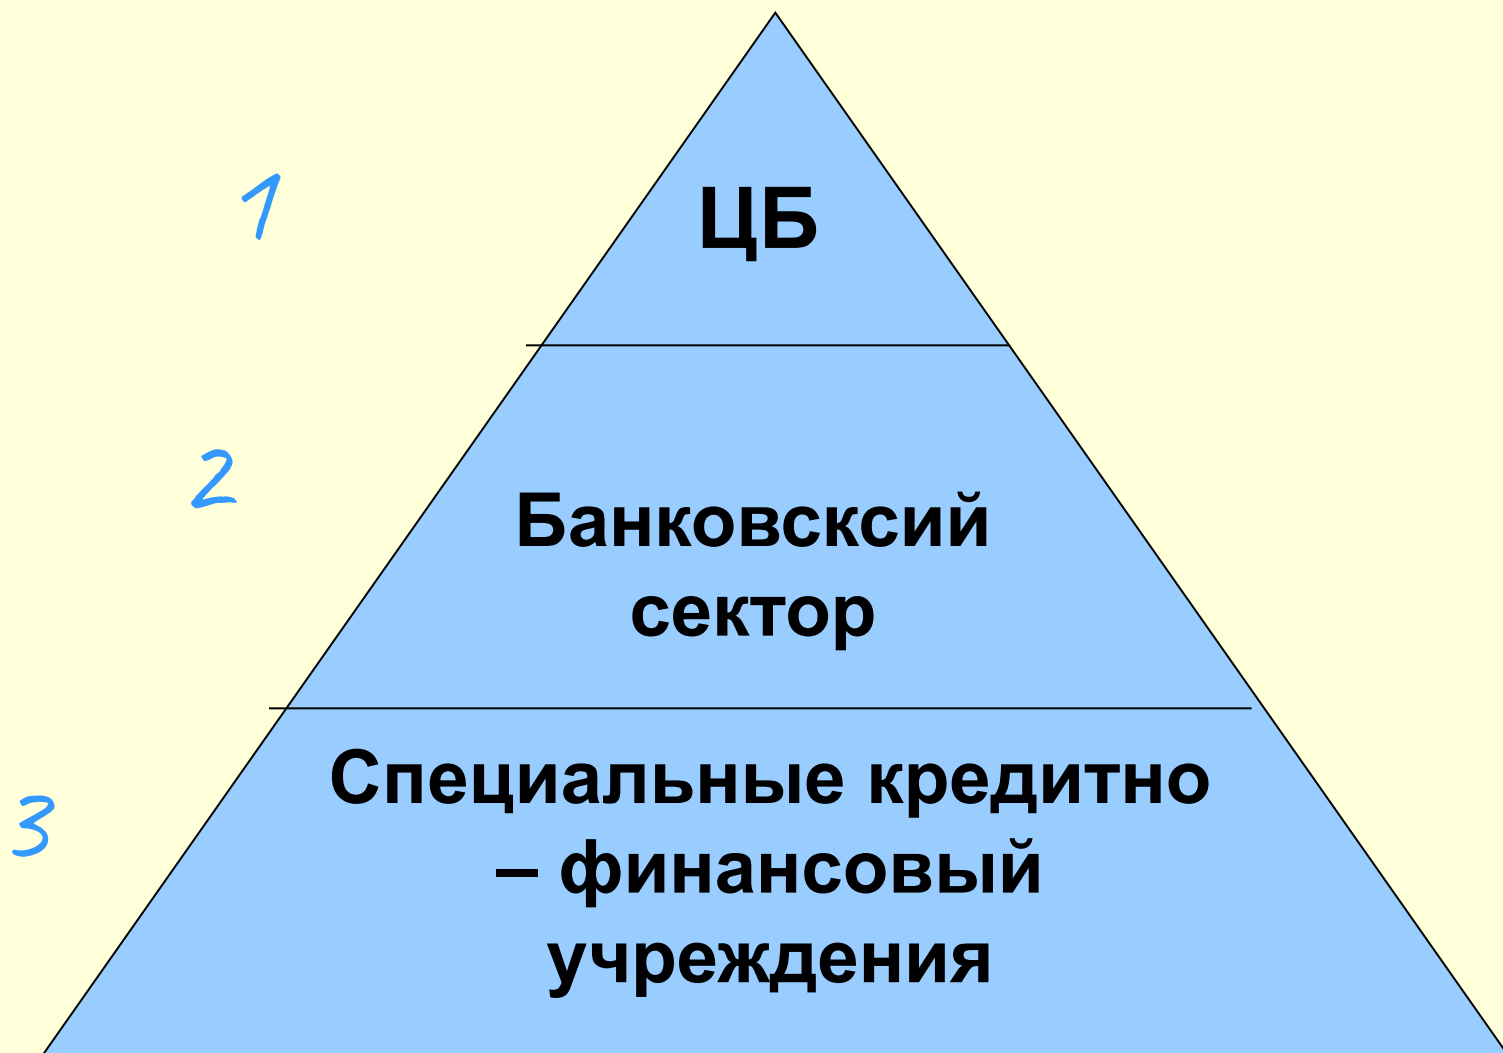 1
ЦБ
2
Банковсксий
сектор
3
Специальные кредитно
– финансовый
учреждения